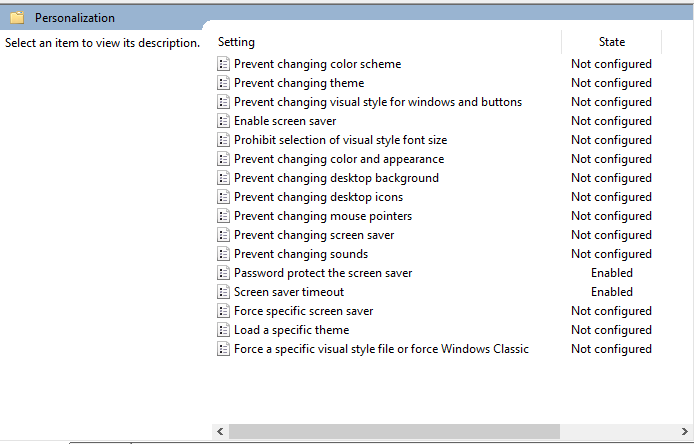 Personalization
Select an item to view its description.
Setting State
Prevent changing color scheme Not configured
Prevent changing theme Not configured
Prevent changing visual style for windows and buttons Not configured
Enable screen saver Not configured
Prohibit selection of visual style font size Not configured
Prevent changing color and appearance Not configured
Prevent changing desktop background Not configured
Prevent changing desktop icons Not configured
Prevent changing mouse pointers Not configured
Prevent changing screen saver Not configured
Prevent changing sounds Not configured
Password protect the screen saver Enabled
Screen saver timeout Enabled
Force specific screen saver Not configured
Load a specific theme Not configured
Force a specific visual style file or force Windows Classic Not configured